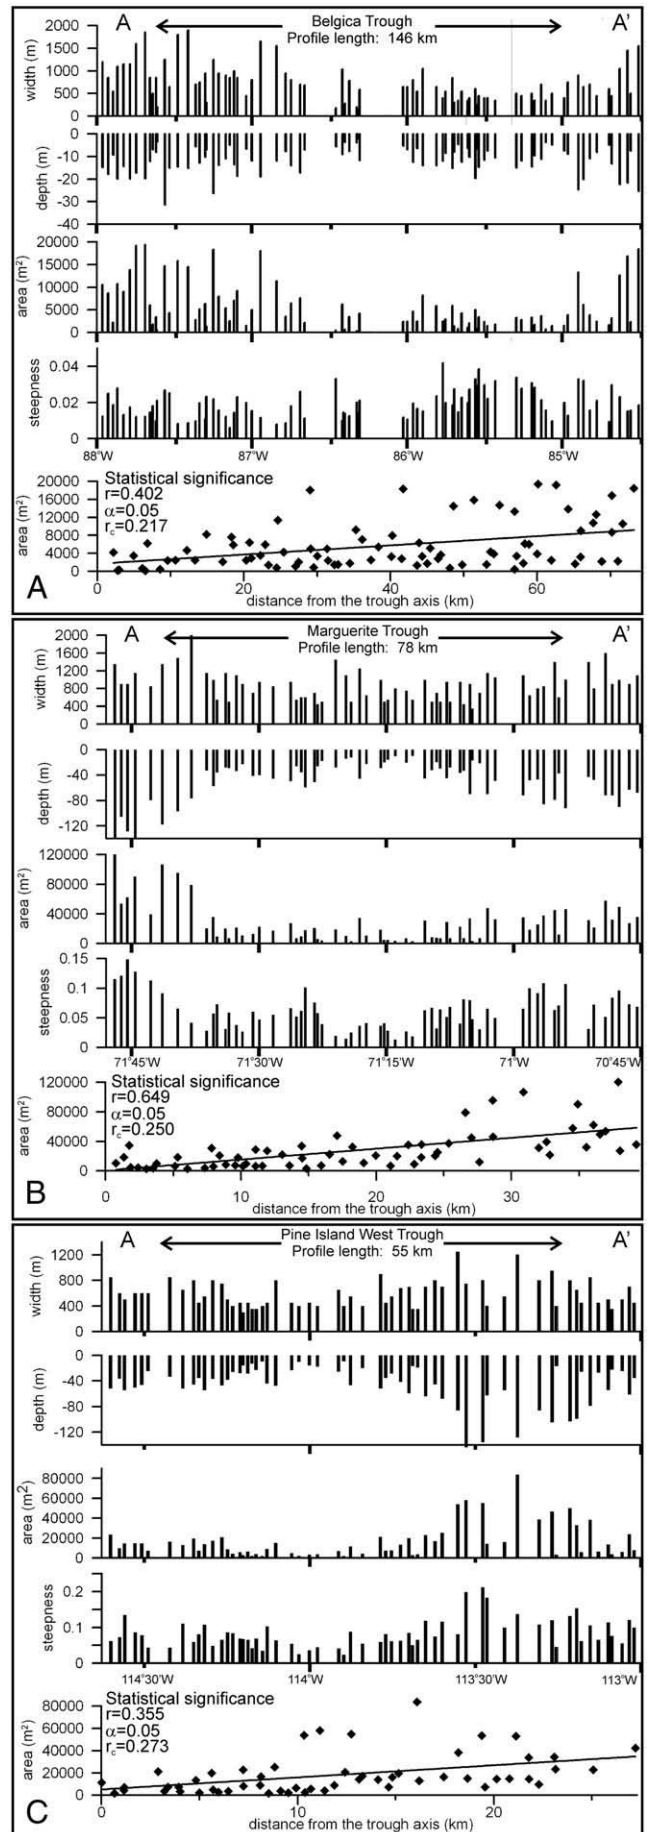 A Belgica Trough A'
Profile length: 146 km
width (m)
2000
1500
1000
500
0
depth (m)
0
-10
-20
-30
-40
area (m²)
20000
15000
10000
5000
0
steepness
0.04
0.02
0
88°W 87°W 86°W 85°W
Statistical significance
r=0.402
α=0.05
rc=0.217
area (m²)
20000
16000
12000
8000
4000
0
0 20 40 60
distance from the trough axis (km)
A
A Marguerite Trough A'
Profile length: 78 km
width (m)
2000
1600
1200
800
400
0
depth (m)
0
-40
-80
-120
area (m²)
120000
80000
40000
0
steepness
0.15
0.1
0.05
0
71°45'W 71°30'W 71°15'W 71°W 70°45'W
Statistical significance
r=0.649
α=0.05
rc=0.250
area (m²)
120000
80000
40000
0
0 10 20 30
distance from the trough axis (km)
B
A Pine Island West Trough A'
Profile length: 55 km
width (m)
1200
800
400
0
depth (m)
0
-40
-80
-120
area (m²)
80000
60000
40000
20000
0
steepness
0.2
0.1
0
114°30'W 114°W 113°30'W 113°W
Statistical significance
r=0.355
α=0.05
rc=0.273
area (m²)
80000
60000
40000
20000
0
0 10 20
distance from the trough axis (km)
C